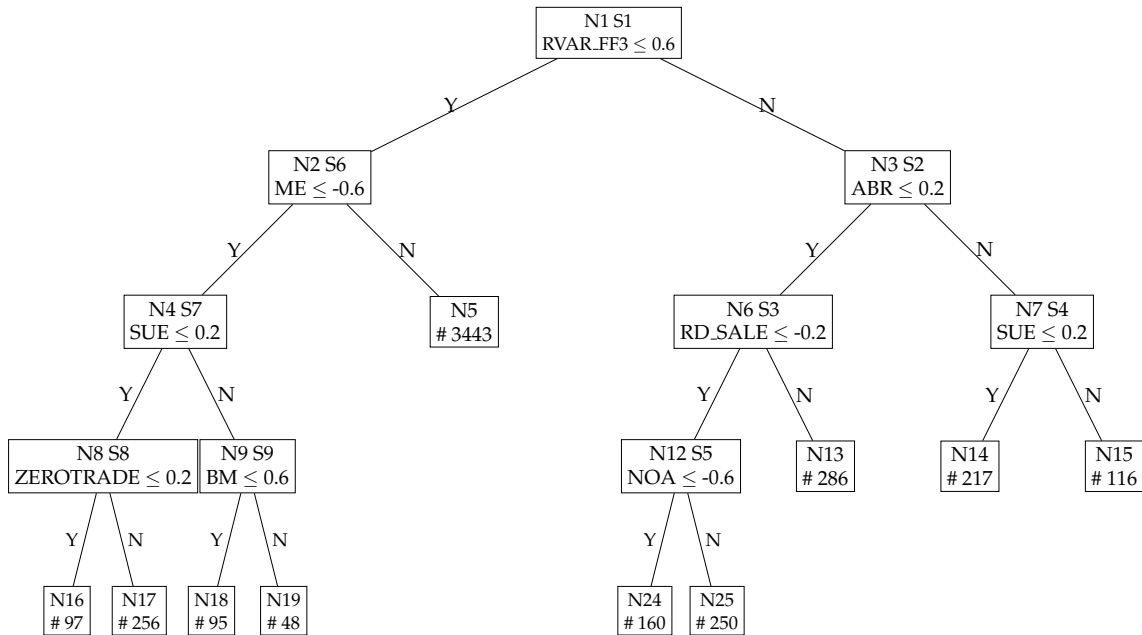 N1 S1
RVAR_FF3 ≤ 0.6
Y
N
N2 S6
ME ≤ -0.6
N3 S2
ABR ≤ 0.2
Y
N
Y
N
N4 S7
SUE ≤ 0.2
N5
# 3443
N6 S3
RD_SALE ≤ -0.2
N7 S4
SUE ≤ 0.2
Y
N
Y
N
Y
N
N8 S8
ZEROTRADE ≤ 0.2
N9 S9
BM ≤ 0.6
N12 S5
NOA ≤ -0.6
N13
# 286
N14
# 217
N15
# 116
Y
N
Y
N
Y
N
N16
# 97
N17
# 256
N18
# 95
N19
# 48
N24
# 160
N25
# 250